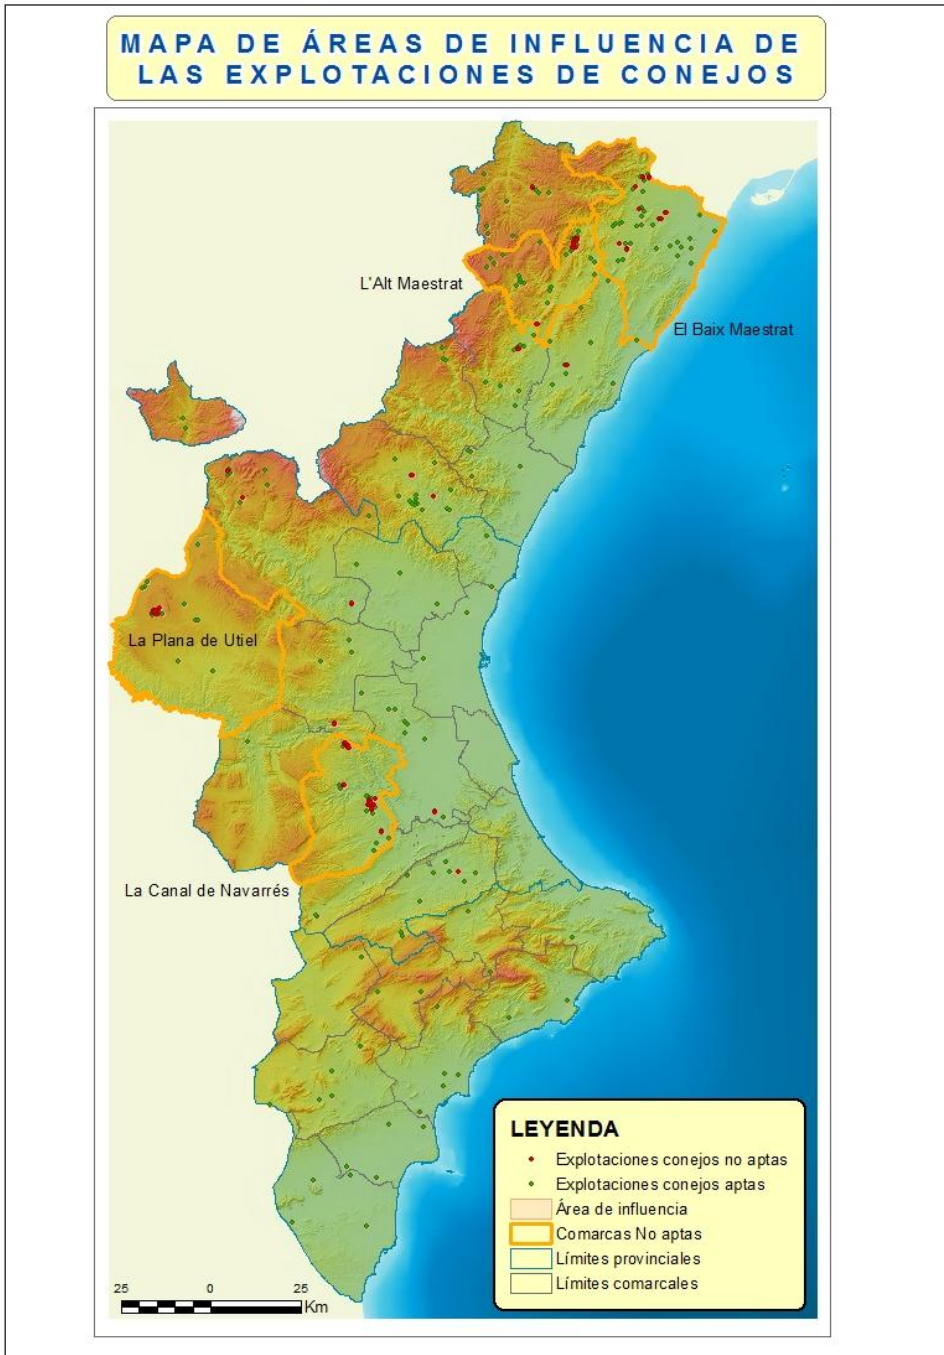 MAPA DE ÁREAS DE INFLUENCIA DE
LAS EXPLOTACIONES DE CONEJOS
L'Alt Maestrat
El Baix Maestrat
La Plana de Utiel
La Canal de Navarrés
LEYENDA
Explotaciones conejos no aptas
Explotaciones conejos aptas
Área de influencia
Comarcas No aptas
Límites provinciales
Límites comarcales
25 0 25
Km